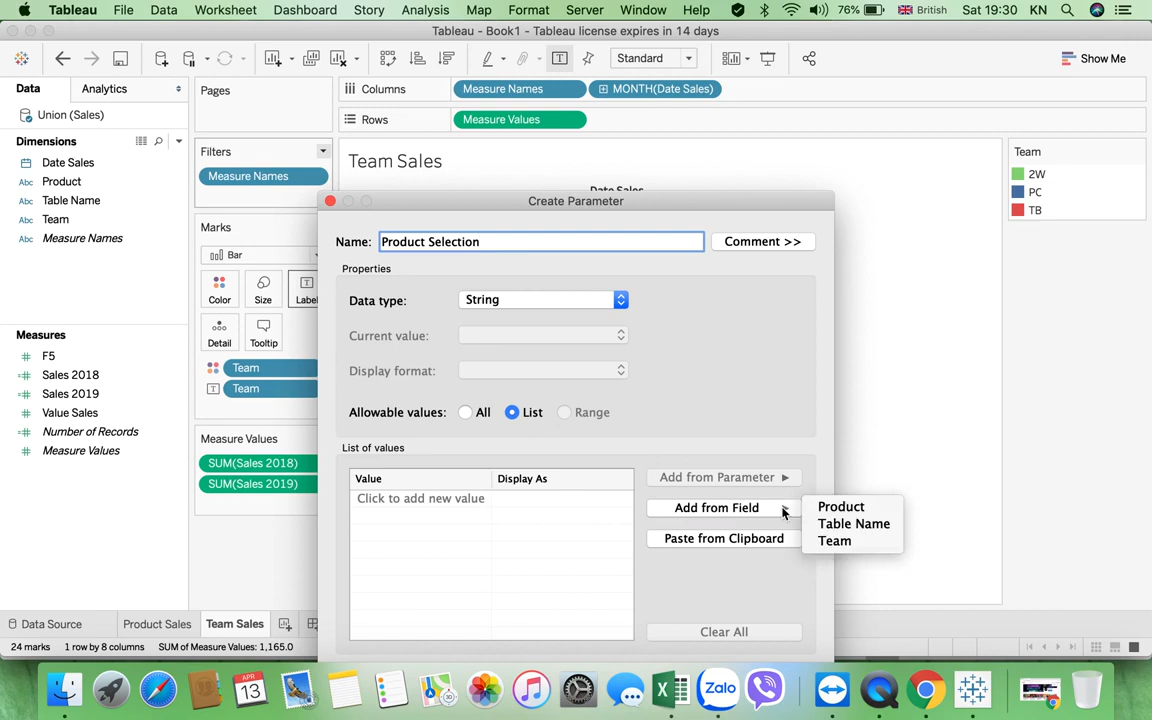 Tableau File Data Worksheet Dashboard Story Analysis Map Format Server Window Help 76% British Sat 19:30 KN
Tableau - Book1 - Tableau license expires in 14 days
Standard Show Me
Data Analytics
Pages
Columns Measure Names MONTH(Date Sales)
Union (Sales)
Rows Measure Values
Dimensions
Date Sales
Abc Product
Abc Table Name
Abc Team
Abc Measure Names
Measures
F5
Sales 2018
Sales 2019
Value Sales
Number of Records
Measure Values
Filters
Measure Names
Marks
Bar
Color Size Label
Detail Tooltip
Team
Team
Measure Values
SUM(Sales 2018)
SUM(Sales 2019)
Team Sales
Date Sales
Team
2W
PC
TB
Create Parameter
Name: Product Selection Comment >>
Properties
Data type: String
Current value:
Display format:
Allowable values: All List Range
List of values
Value Display As
Click to add new value
Add from Parameter
Add from Field
Paste from Clipboard
Clear All
Product
Table Name
Team
Data Source Product Sales Team Sales
24 marks 1 row by 8 columns SUM of Measure Values: 1,165.0
APR
13
Zalo